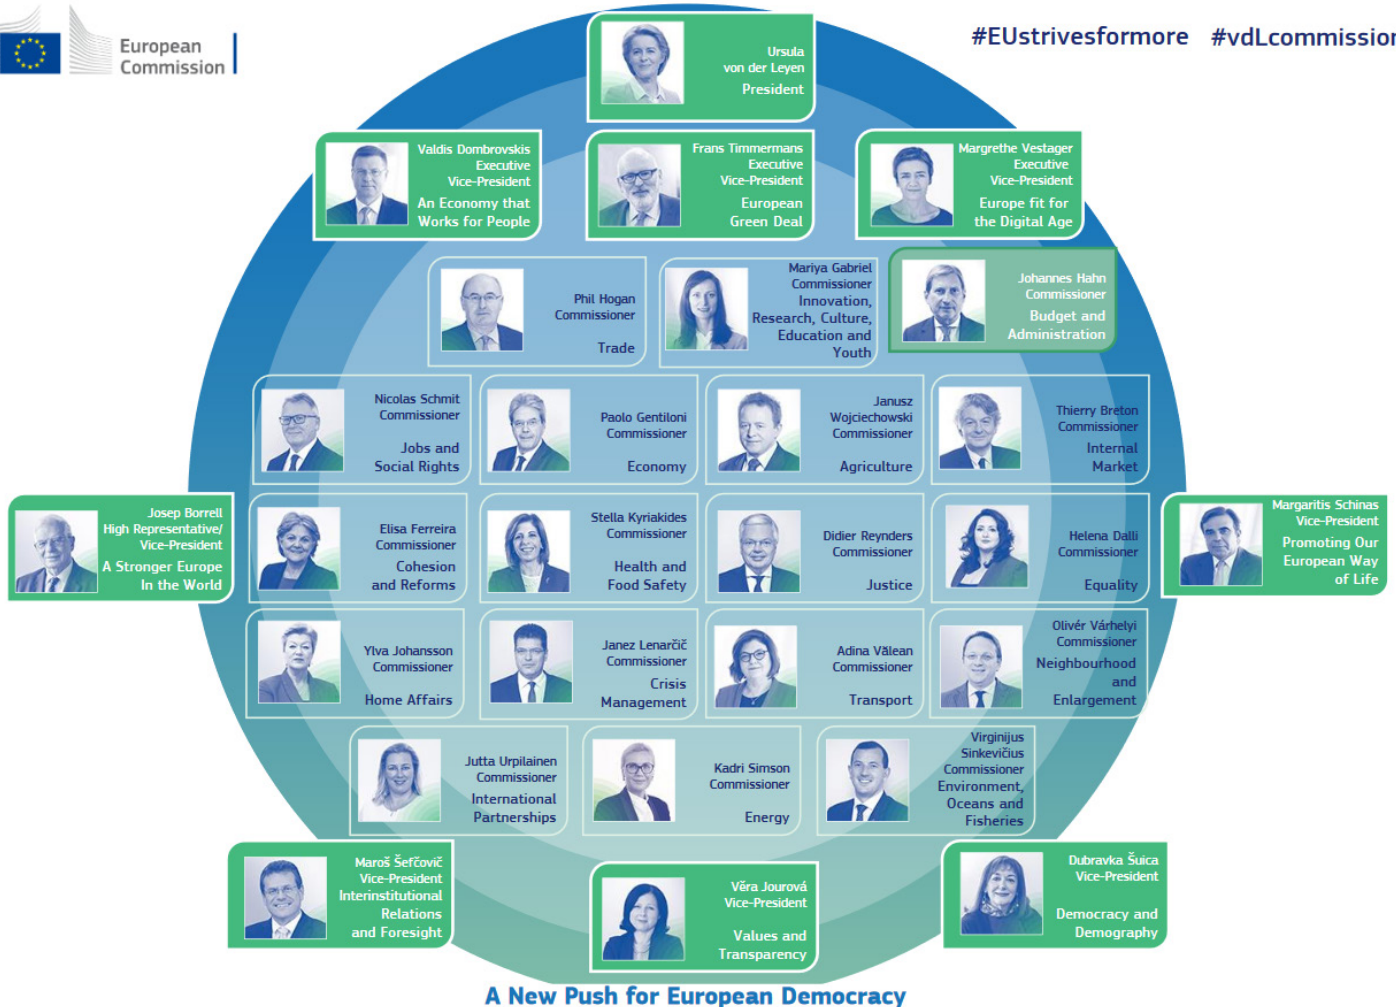 European
Commission
#EUstrivesformore #vdLcommission
Ursula
von der Leyen
President
Valdis Dombrovskis
Executive
Vice-President
An Economy that
Works for People
Frans Timmermans
Executive
Vice-President
European
Green Deal
Margrethe Vestager
Executive
Vice-President
Europe fit for
the Digital Age
Phil Hogan
Commissioner
Trade
Mariya Gabriel
Commissioner
Innovation,
Research, Culture,
Education and
Youth
Johannes Hahn
Commissioner
Budget and
Administration
Nicolas Schmit
Commissioner
Jobs and
Social Rights
Paolo Gentiloni
Commissioner
Economy
Janusz
Wojciechowski
Commissioner
Agriculture
Thierry Breton
Commissioner
Internal
Market
Josep Borrell
High Representative/
Vice-President
A Stronger Europe
In the World
Elisa Ferreira
Commissioner
Cohesion
and Reforms
Stella Kyriakides
Commissioner
Health and
Food Safety
Didier Reynders
Commissioner
Justice
Helena Dalli
Commissioner
Equality
Margaritis Schinas
Vice-President
Promoting Our
European Way
of Life
Ylva Johansson
Commissioner
Home Affairs
Janez Lenarčič
Commissioner
Crisis
Management
Adina Vălean
Commissioner
Transport
Olivér Várhelyi
Commissioner
Neighbourhood
and
Enlargement
Jutta Urpilainen
Commissioner
International
Partnerships
Kadri Simson
Commissioner
Energy
Virginijus
Sinkevičius
Commissioner
Environment,
Oceans and
Fisheries
Maroš Šefčovič
Vice-President
Interinstitutional
Relations
and Foresight
Věra Jourová
Vice-President
Values and
Transparency
Dubravka Šuica
Vice-President
Democracy and
Demography
A New Push for European Democracy